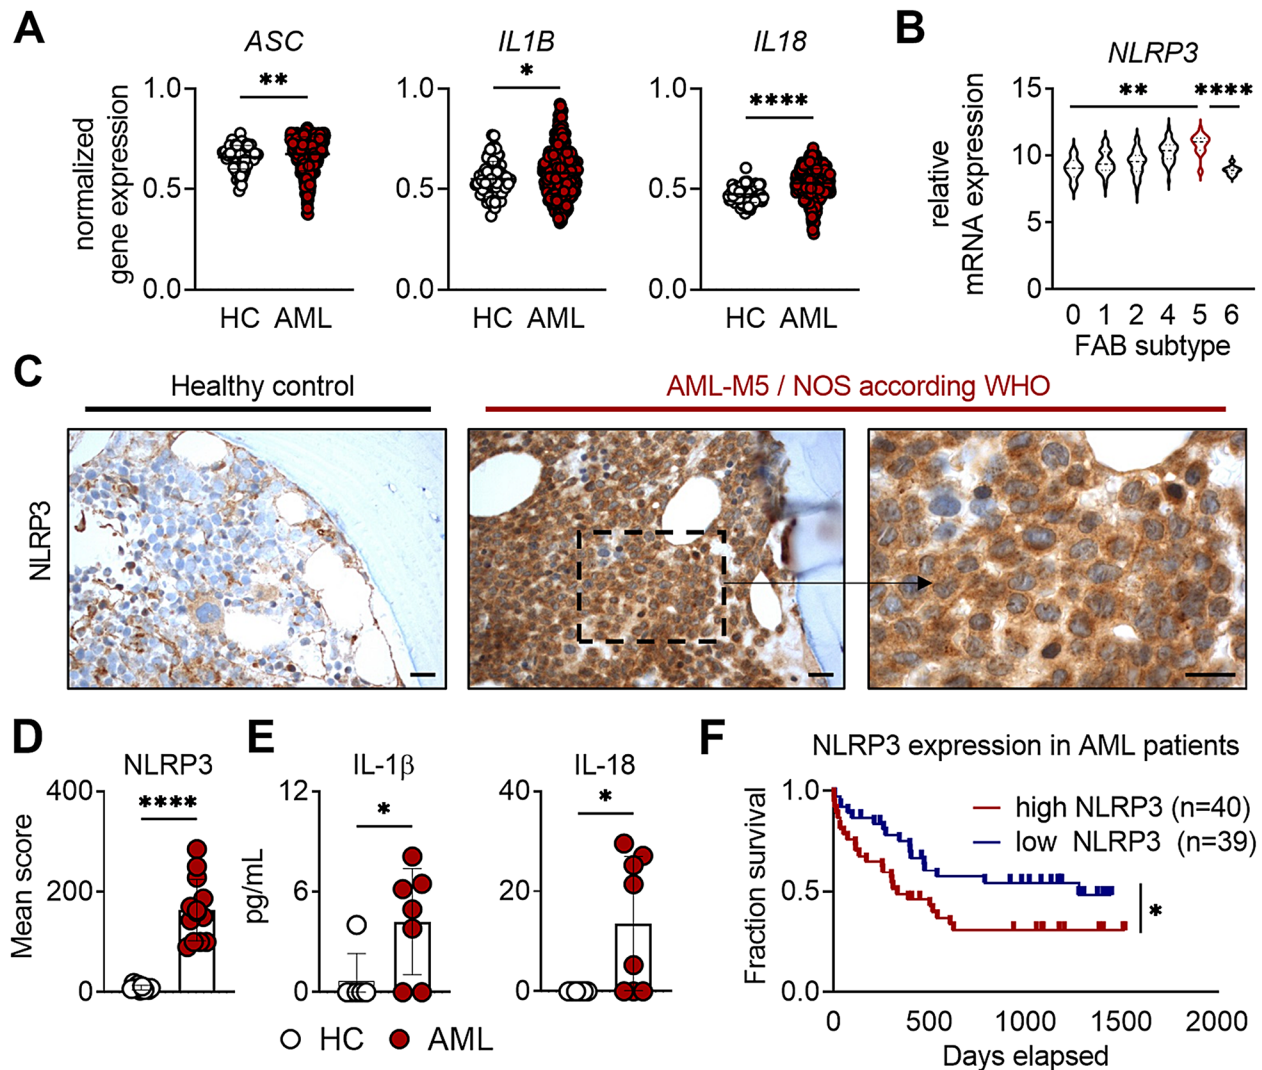 A
ASC
**
1.0
0.5
0.0
normalized
gene expression
HC AML
IL1B
*
1.0
0.5
0.0
HC AML
IL18
****
1.0
0.5
0.0
HC AML
B
NLRP3
** ****
15
10
5
0
relative
mRNA expression
0 1 2 4 5 6
FAB subtype
C
Healthy control
AML-M5 / NOS according WHO
NLRP3
D
NLRP3
****
400
200
0
Mean score
E
IL-1β
*
12
6
0
pg/mL
IL-18
*
40
20
0
HC AML
F
NLRP3 expression in AML patients
high NLRP3 (n=40)
low NLRP3 (n=39)
*
1.0
0.5
0.0
Fraction survival
0 500 1000 1500 2000
Days elapsed